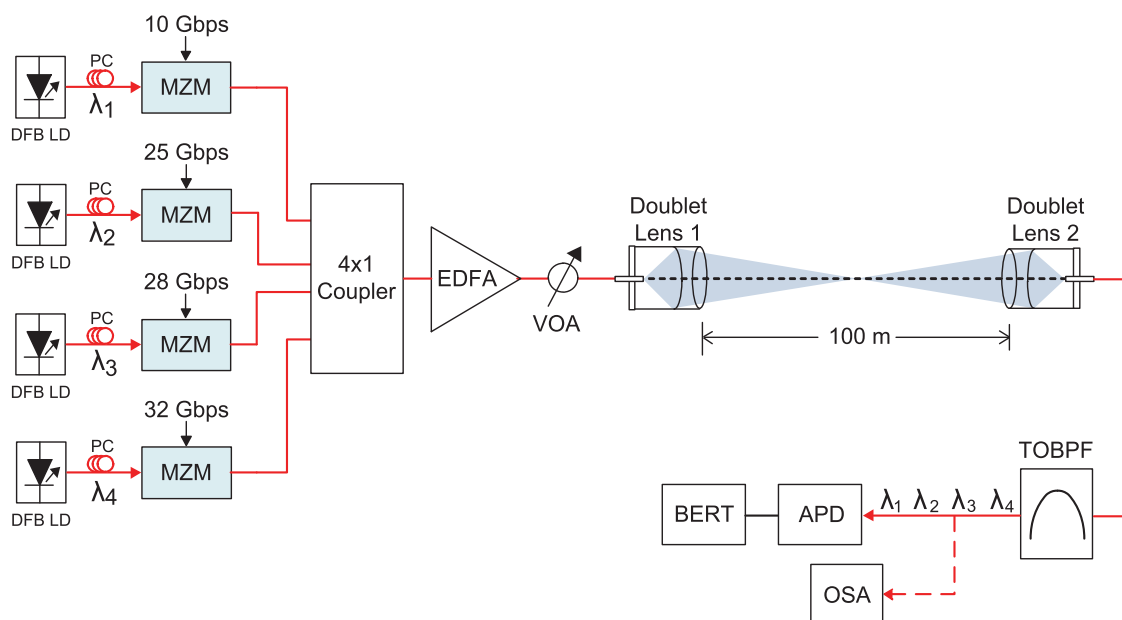 10 Gbps
PC
MZM
λ1
DFB LD
25 Gbps
PC
MZM
λ2
DFB LD
28 Gbps
PC
MZM
λ3
DFB LD
32 Gbps
PC
MZM
λ4
DFB LD
4x1
Coupler
EDFA
VOA
Doublet
Lens 1
Doublet
Lens 2
100 m
TOBPF
λ1 λ2 λ3 λ4
APD
BERT
OSA